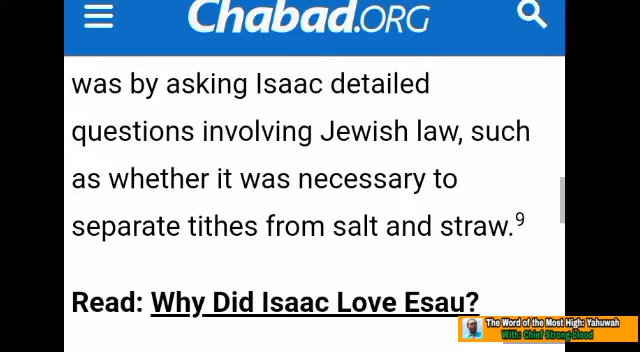 Chabad.ORG
was by asking Isaac detailed
questions involving Jewish law, such
as whether it was necessary to
separate tithes from salt and straw.9
Read: Why Did Isaac Love Esau?
The Word of the Most High: Yahuwah
With: Chief Strong-blood